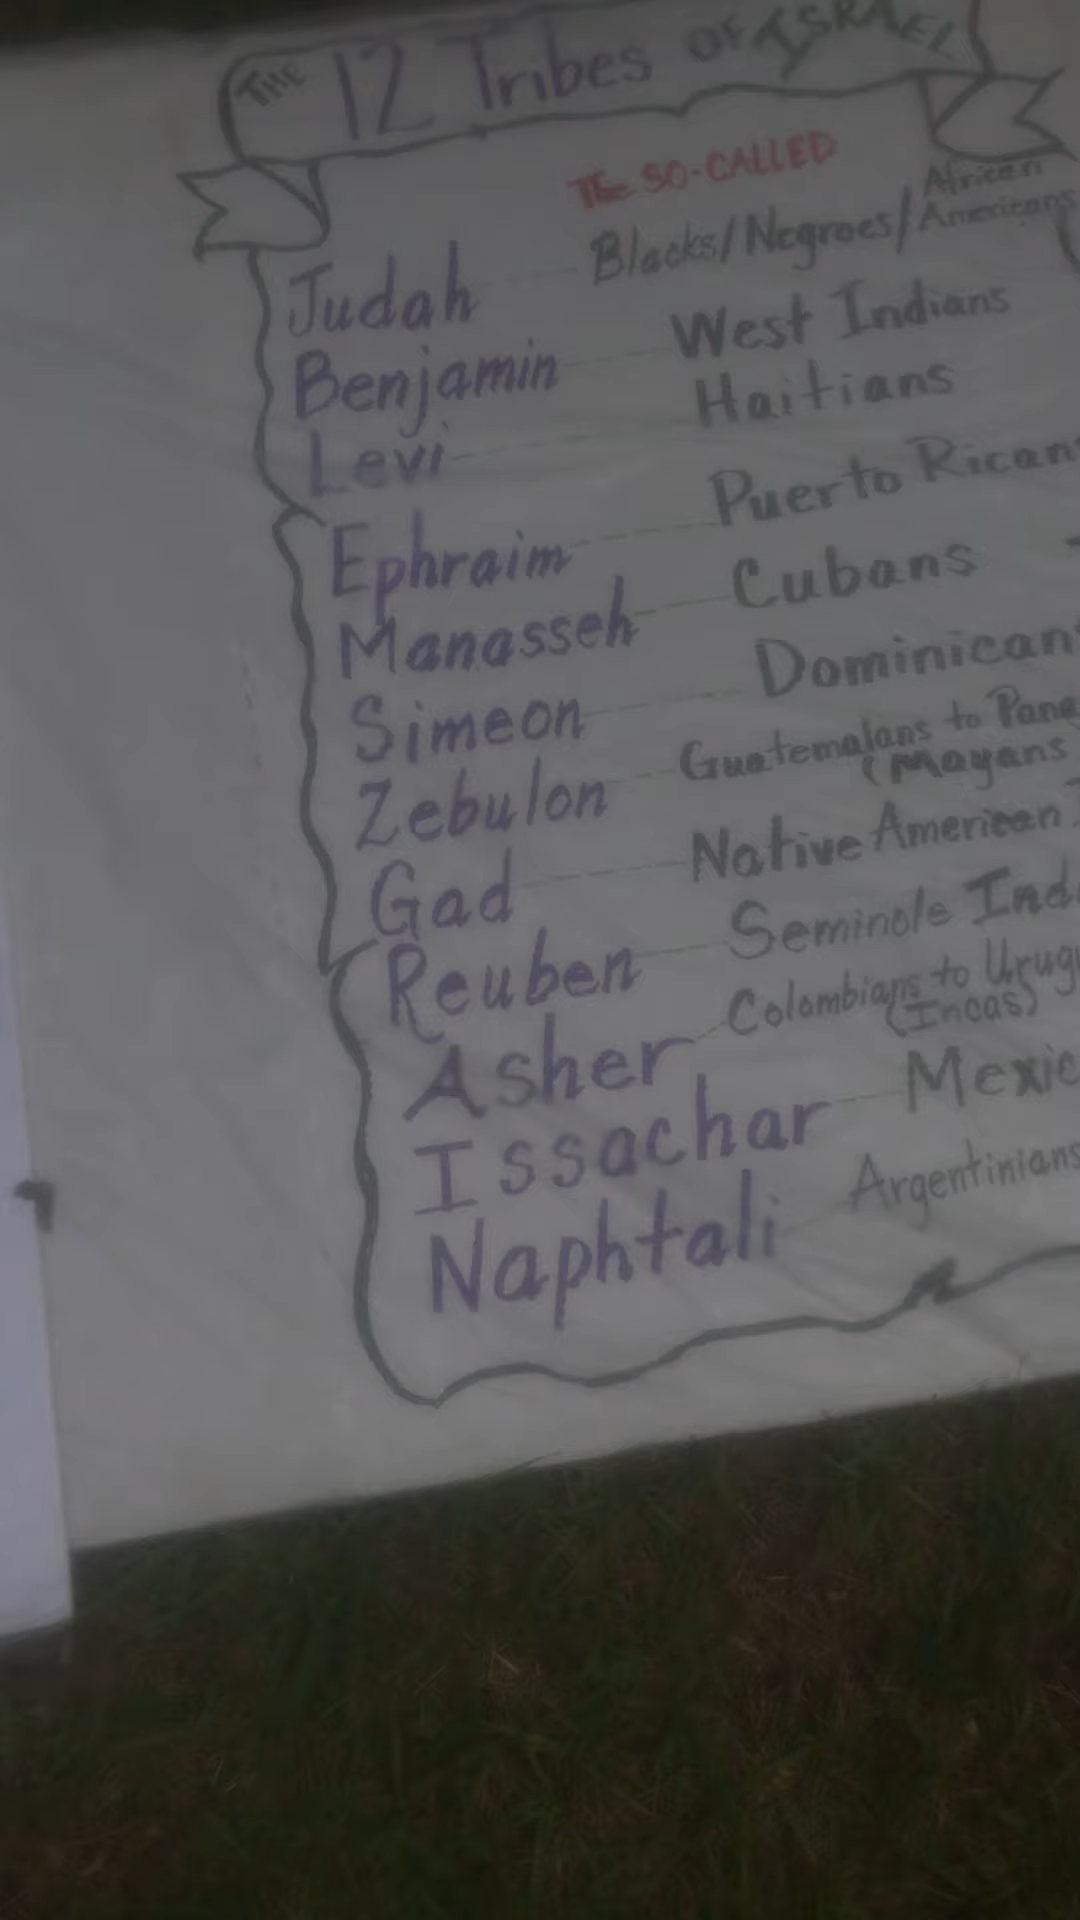 THE 12 Tribes OF ISRAEL
The SO-CALLED
Judah Blacks/Negroes/African Americans
Benjamin West Indians
Levi Haitians
Ephraim Puerto Rican
Manasseh Cubans
Simeon Dominican
Zebulon Guatemalans to Pana
(Mayans
Gad Native American I
Reuben Seminole Ind
Asher Colombians to Urugu
(Incas)
Issachar Mexic
Naphtali Argentinians